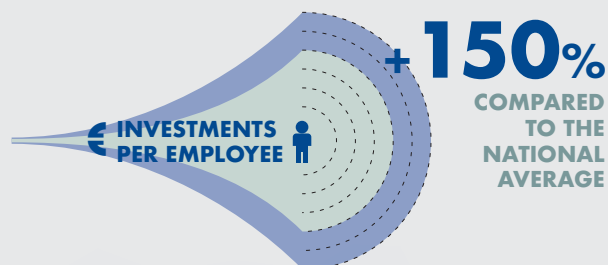 € INVESTMENTS
PER EMPLOYEE
+150%
COMPARED
TO THE
NATIONAL
AVERAGE